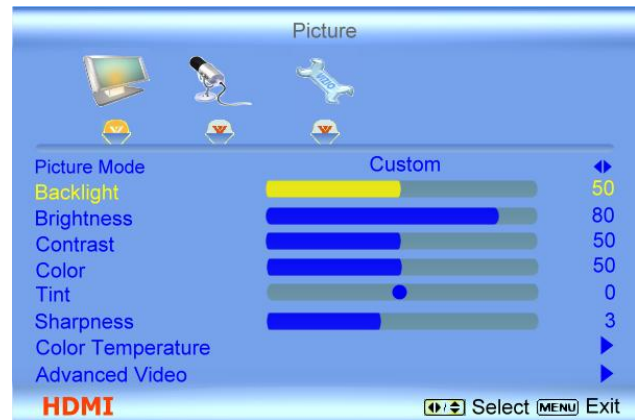 Picture
VIZIO
Picture Mode Custom
Backlight 50
Brightness 80
Contrast 50
Color 50
Tint 0
Sharpness 3
Color Temperature
Advanced Video
HDMI Select MENU Exit